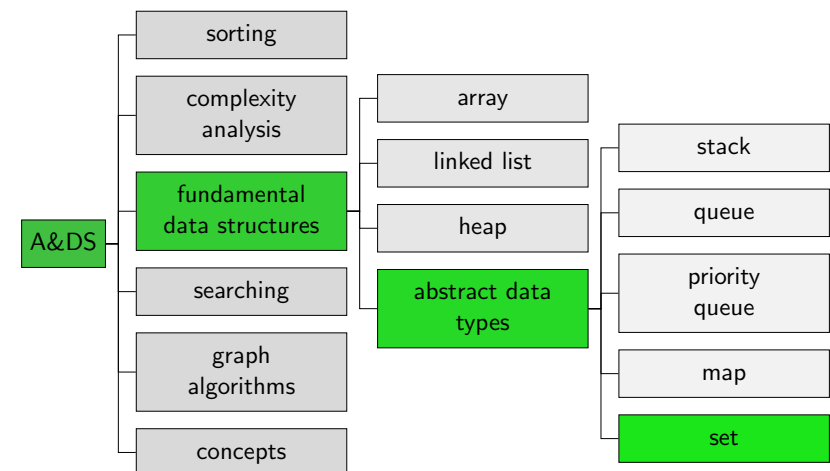 A&DS
sorting
complexity
analysis
fundamental
data structures
searching
graph
algorithms
concepts
array
linked list
heap
abstract data
types
stack
queue
priority
queue
map
set